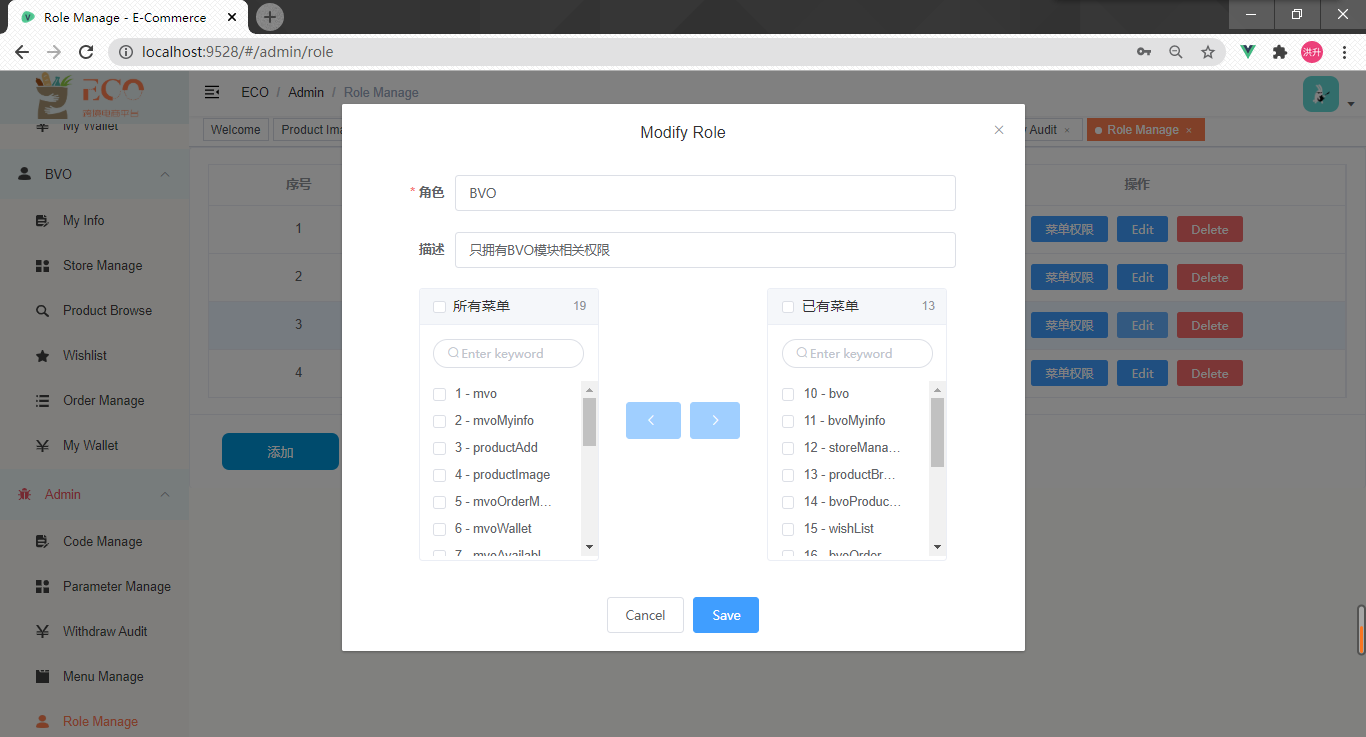 Role Manage - E-Commerce
localhost:9528/#/admin/role
洪升
ECO
跨境电商平台
ECO / Admin / Role Manage
Welcome
Product Ima
Audit ×
Role Manage ×
My Wallet
BVO
My Info
Store Manage
Product Browse
Wishlist
Order Manage
My Wallet
Admin
Code Manage
Parameter Manage
Withdraw Audit
Menu Manage
Role Manage
序号
操作
1
菜单权限 Edit Delete
2
菜单权限 Edit Delete
3
菜单权限 Edit Delete
4
菜单权限 Edit Delete
添加
Modify Role
* 角色 BVO
描述 只拥有BVO模块相关权限
所有菜单 19
Enter keyword
1 - mvo
2 - mvoMyinfo
3 - productAdd
4 - productImage
5 - mvoOrderM...
6 - mvoWallet
7 - mvoAvailabl
已有菜单 13
Enter keyword
10 - bvo
11 - bvoMyinfo
12 - storeMana...
13 - productBr...
14 - bvoProduc...
15 - wishList
16 - bvoOrder
Cancel
Save